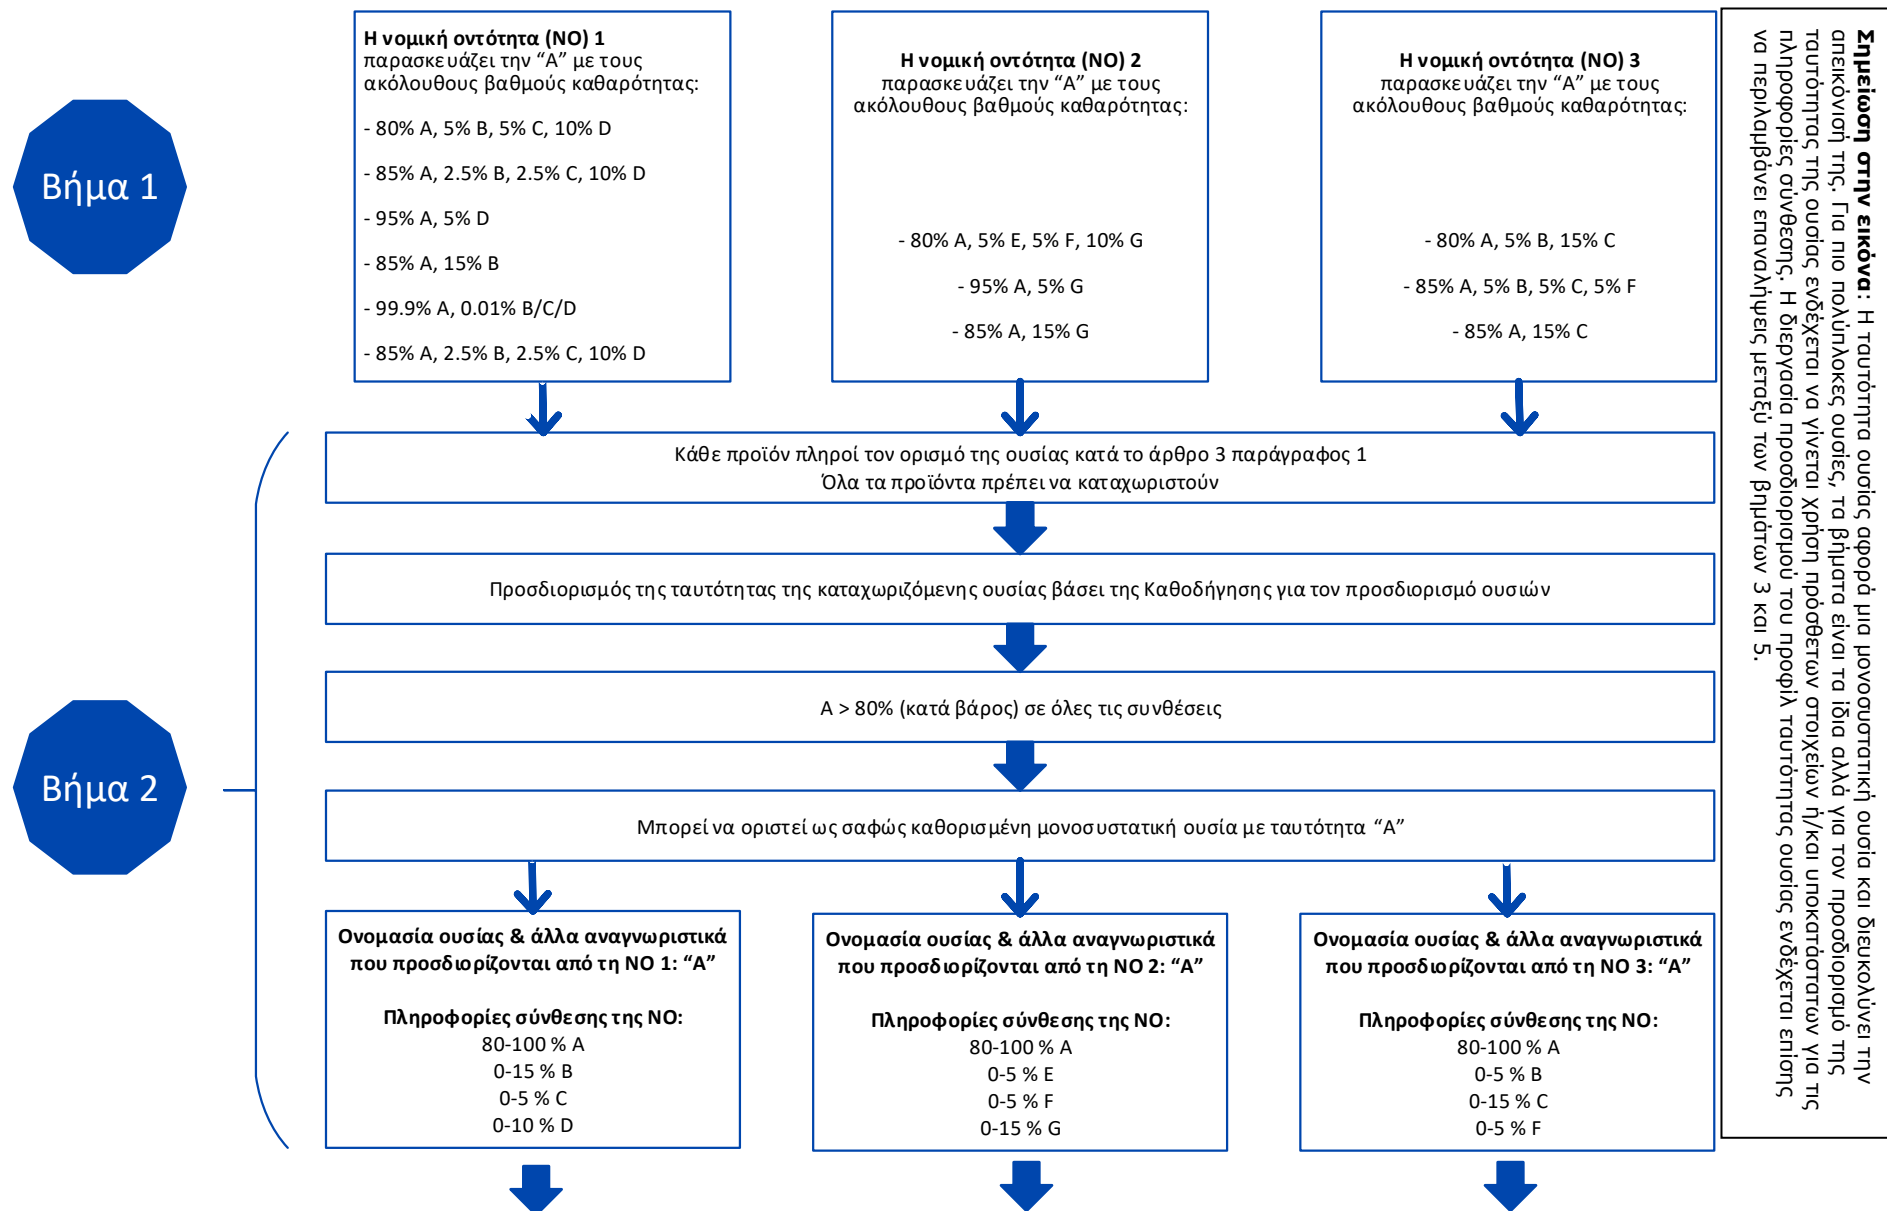 Βήμα 1
Η νομική οντότητα (ΝΟ) 1
παρασκευάζει την “Α” με τους
ακόλουθους βαθμούς καθαρότητας:
- 80% A, 5% B, 5% C, 10% D
- 85% A, 2.5% B, 2.5% C, 10% D
- 95% A, 5% D
- 85% A, 15% B
- 99.9% A, 0.01% B/C/D
- 85% A, 2.5% B, 2.5% C, 10% D
Η νομική οντότητα (ΝΟ) 2
παρασκευάζει την “Α” με τους
ακόλουθους βαθμούς καθαρότητας:
- 80% A, 5% E, 5% F, 10% G
- 95% A, 5% G
- 85% A, 15% G
Η νομική οντότητα (ΝΟ) 3
παρασκευάζει την “Α” με τους
ακόλουθους βαθμούς καθαρότητας:
- 80% A, 5% B, 15% C
- 85% A, 5% B, 5% C, 5% F
- 85% A, 15% C
Βήμα 2
Κάθε προϊόν πληροί τον ορισμό της ουσίας κατά το άρθρο 3 παράγραφος 1
Όλα τα προϊόντα πρέπει να καταχωριστούν
Προσδιορισμός της ταυτότητας της καταχωριζόμενης ουσίας βάσει της Καθοδήγησης για τον προσδιορισμό ουσιών
A > 80% (κατά βάρος) σε όλες τις συνθέσεις
Μπορεί να οριστεί ως σαφώς καθορισμένη μονοσυστατική ουσία με ταυτότητα “Α”
Ονομασία ουσίας & άλλα αναγνωριστικά
που προσδιορίζονται από τη ΝΟ 1: “Α”
Πληροφορίες σύνθεσης της ΝΟ:
80-100 % A
0-15 % B
0-5 % C
0-10 % D
Ονομασία ουσίας & άλλα αναγνωριστικά
που προσδιορίζονται από τη ΝΟ 2: “Α”
Πληροφορίες σύνθεσης της ΝΟ:
80-100 % A
0-5 % E
0-5 % F
0-15 % G
Ονομασία ουσίας & άλλα αναγνωριστικά
που προσδιορίζονται από τη ΝΟ 3: “Α”
Πληροφορίες σύνθεσης της ΝΟ:
80-100 % A
0-5 % B
0-15 % C
0-5 % F
Σημείωση στην εικόνα: Η ταυτότητα ουσίας αφορά μια μονοσυστατική ουσία και διευκολύνει την
απεικόνισή της. Για πιο πολύπλοκες ουσίες, τα βήματα είναι τα ίδια αλλά για τον προσδιορισμό της
ταυτότητας της ουσίας ενδέχεται να γίνεται χρήση πρόσθετων στοιχείων ή/και υποκατάστατων για τις
πληροφορίες σύνθεσης. Η διεργασία προσδιορισμού του προφίλ ταυτότητας ουσίας ενδέχεται επίσης
να περιλαμβάνει επαναλήψεις μεταξύ των βημάτων 3 και 5.